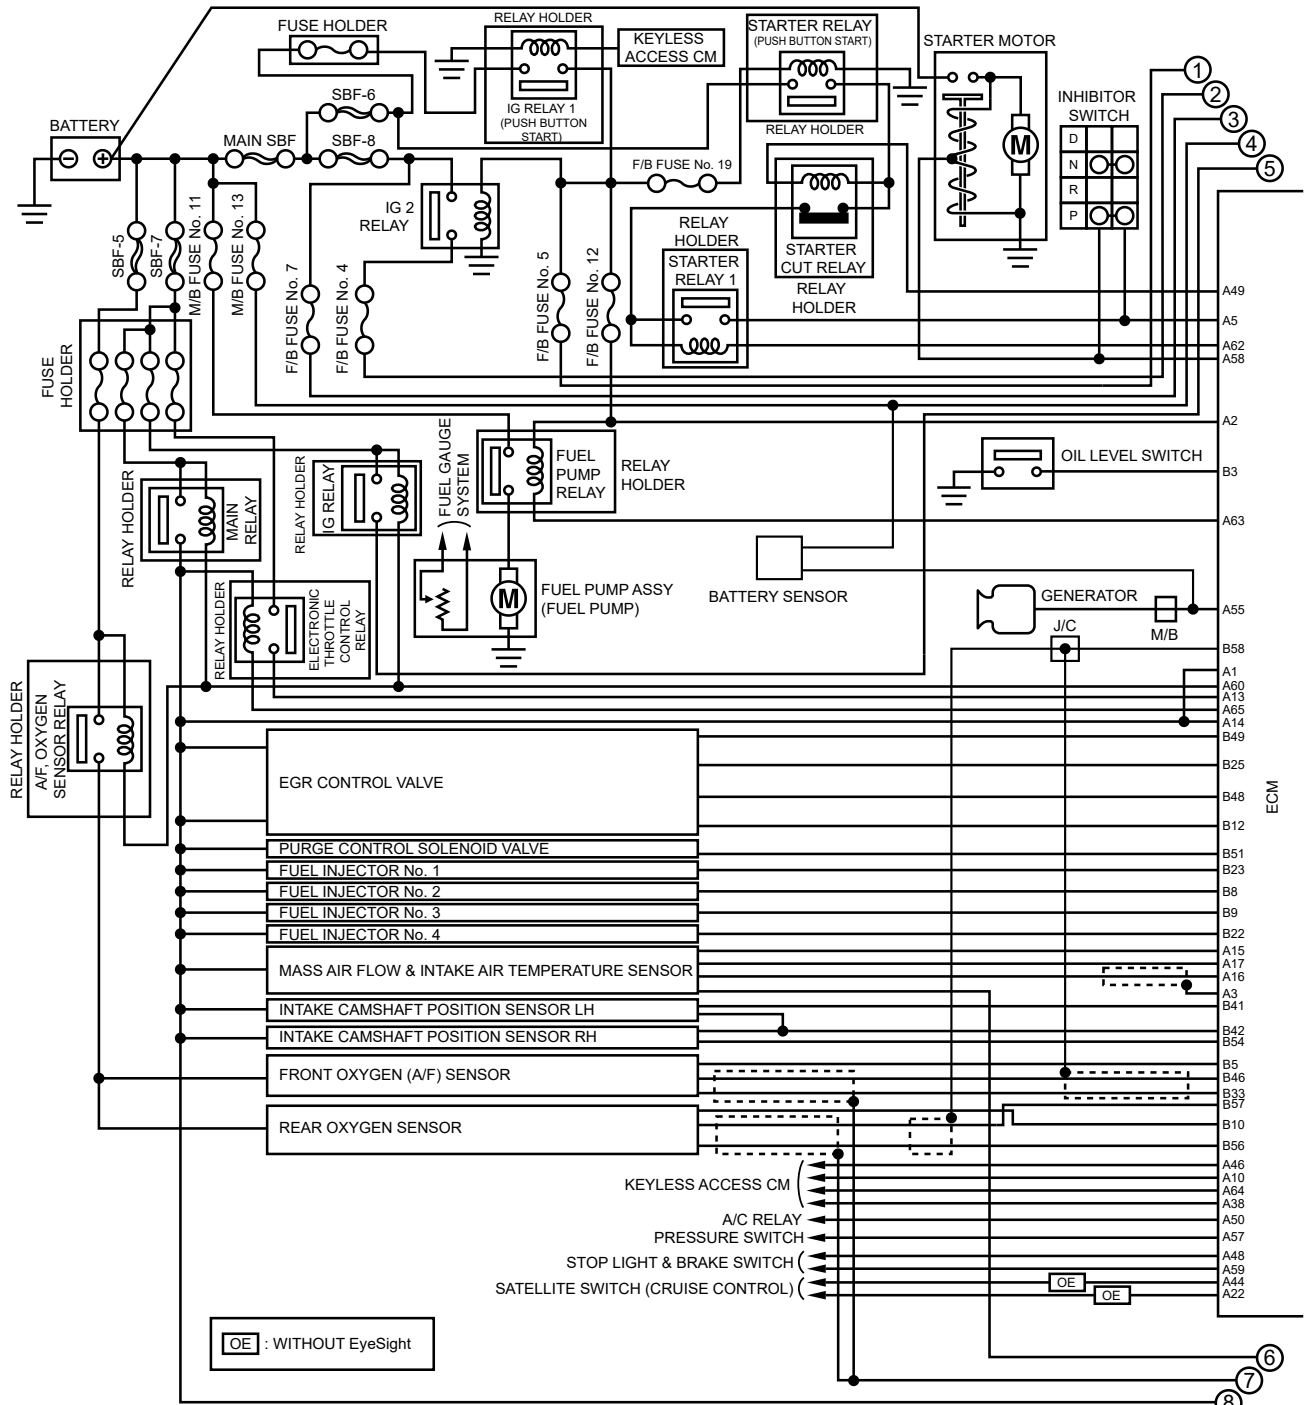 RELAY HOLDER
FUSE HOLDER
KEYLESS
ACCESS CM
STARTER RELAY
(PUSH BUTTON START)
STARTER MOTOR
1
SBF-6
IG RELAY 1
(PUSH BUTTON
START)
RELAY HOLDER
INHIBITOR
SWITCH
2
BATTERY
MAIN SBF
SBF-8
F/B FUSE No. 19
M
D
N
R
P
3
4
5
SBF-5
SBF-7
M/B FUSE No. 11
M/B FUSE No. 13
IG 2
RELAY
RELAY
HOLDER
STARTER
RELAY 1
STARTER
CUT RELAY
RELAY
HOLDER
F/B FUSE No. 7
F/B FUSE No. 4
F/B FUSE No. 5
F/B FUSE No. 12
A49
A5
A62
A58
FUSE
HOLDER
A2
FUEL GAUGE
SYSTEM
FUEL
PUMP
RELAY
RELAY
HOLDER
OIL LEVEL SWITCH
B3
RELAY HOLDER
MAIN
RELAY
RELAY HOLDER
IG RELAY
A63
RELAY HOLDER
ELECTRONIC
THROTTLE
CONTROL
RELAY
M
FUEL PUMP ASSY
(FUEL PUMP)
BATTERY SENSOR
GENERATOR
M/B
A55
J/C
B58
RELAY HOLDER
A/F, OXYGEN
SENSOR RELAY
A1
A60
A13
A65
A14
B49
EGR CONTROL VALVE
B25
B48
B12
ECM
PURGE CONTROL SOLENOID VALVE
B51
FUEL INJECTOR No. 1
B23
FUEL INJECTOR No. 2
B8
FUEL INJECTOR No. 3
B9
FUEL INJECTOR No. 4
B22
MASS AIR FLOW & INTAKE AIR TEMPERATURE SENSOR
A15
A17
A16
A3
INTAKE CAMSHAFT POSITION SENSOR LH
B41
INTAKE CAMSHAFT POSITION SENSOR RH
B42
B54
FRONT OXYGEN (A/F) SENSOR
B5
B46
B33
REAR OXYGEN SENSOR
B57
B10
B56
KEYLESS ACCESS CM
A46
A10
A64
A38
A/C RELAY
A50
PRESSURE SWITCH
A57
STOP LIGHT & BRAKE SWITCH
A48
A59
SATELLITE SWITCH (CRUISE CONTROL)
OE
A44
OE
A22
OE : WITHOUT EyeSight
6
7
8